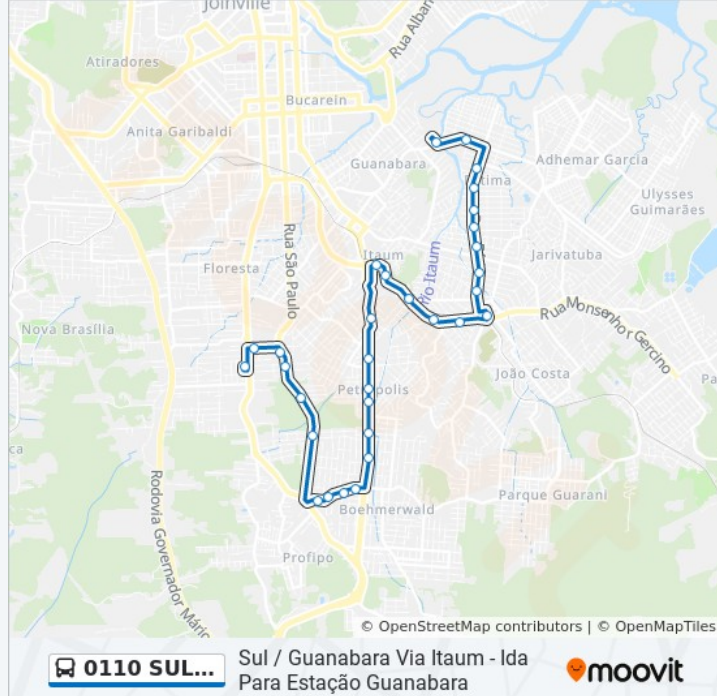 Joinville
Rua Alban
Atiradores
Bucarein
Anita Garibaldi
Guanabara
Adhemar Garcia
Fátima
Ulysses
Guimarães
Rua São Paulo
Itaum
Rio Itaum
Jarivatuba
Floresta
Rua Monsenhor Gercino
Nova Brasília
João Costa
Petrópolis
Pa
ca
Rodovia Governador Mário
Parque Guarani
Boehmerwald
Profipo
© OpenStreetMap contributors | © OpenMapTiles
0110 SUL...
Sul / Guanabara Via Itaum - Ida
Para Estação Guanabara
moovit